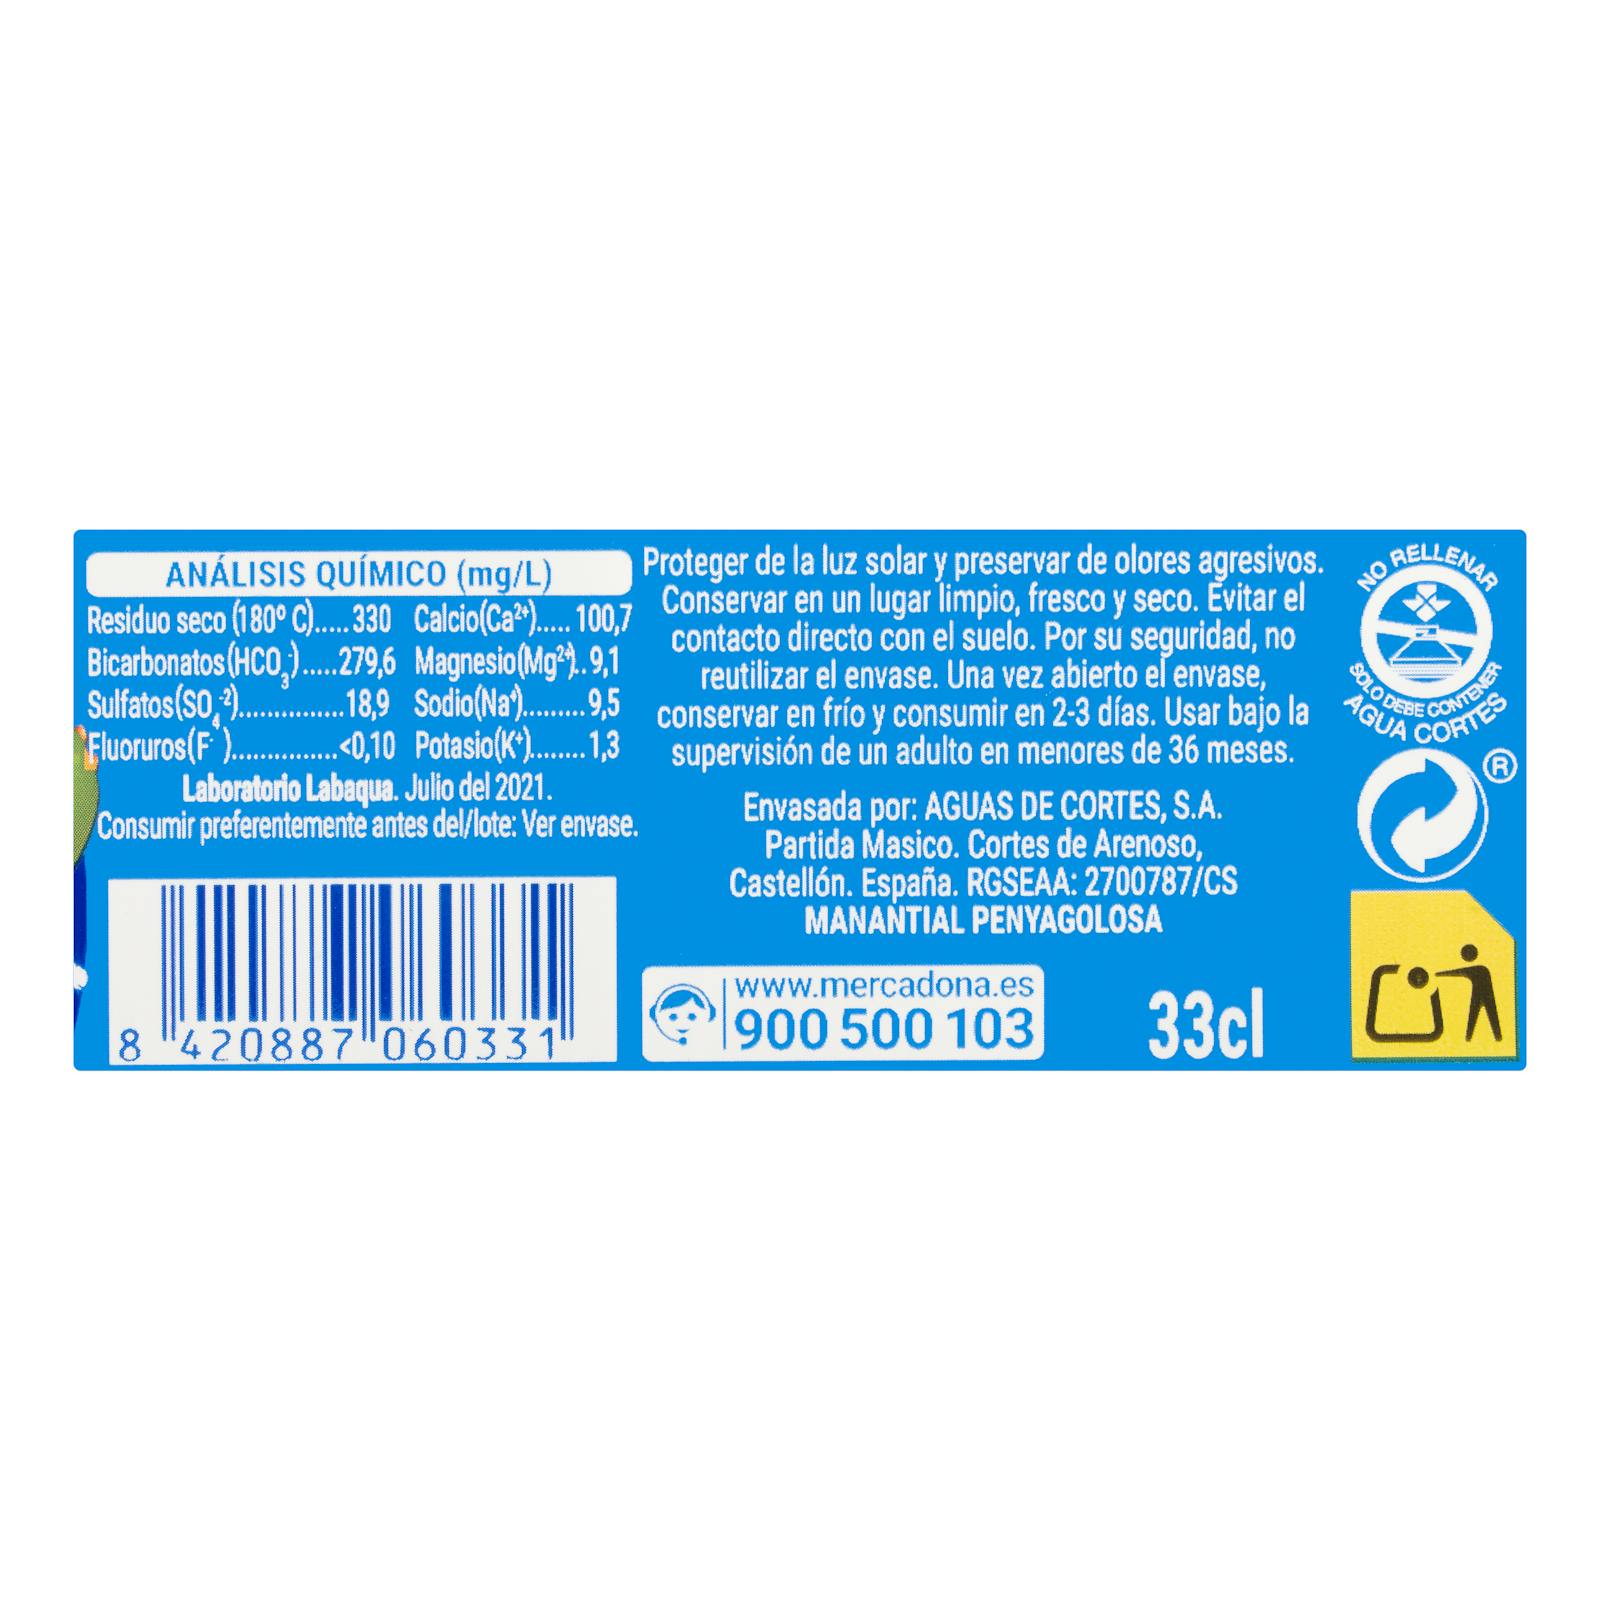 ANÁLISIS QUÍMICO (mg/L)
Residuo seco (180º C)..... 330 Calcio(Ca²⁺)..... 100,7
Bicarbonatos(HCO₃⁻).....279,6 Magnesio(Mg²⁺).. 9,1
Sulfatos(SO₄⁻²)...............18,9 Sodio(Na⁺).........9,5
Fluoruros(F⁻)...............<0,10 Potasio(K⁺)........1,3
Laboratorio Labaqua. Julio del 2021.
Consumir preferentemente antes del/lote: Ver envase.
8 420887 060331
Proteger de la luz solar y preservar de olores agresivos.
Conservar en un lugar limpio, fresco y seco. Evitar el
contacto directo con el suelo. Por su seguridad, no
reutilizar el envase. Una vez abierto el envase,
conservar en frío y consumir en 2-3 días. Usar bajo la
supervisión de un adulto en menores de 36 meses.
Envasada por: AGUAS DE CORTES, S.A.
Partida Masico. Cortes de Arenoso,
Castellón. España. RGSEAA: 2700787/CS
MANANTIAL PENYAGOLOSA
www.mercadona.es
900 500 103
33cl
NO RELLENAR
SOLO DEBE CONTENER
AGUA CORTES
®